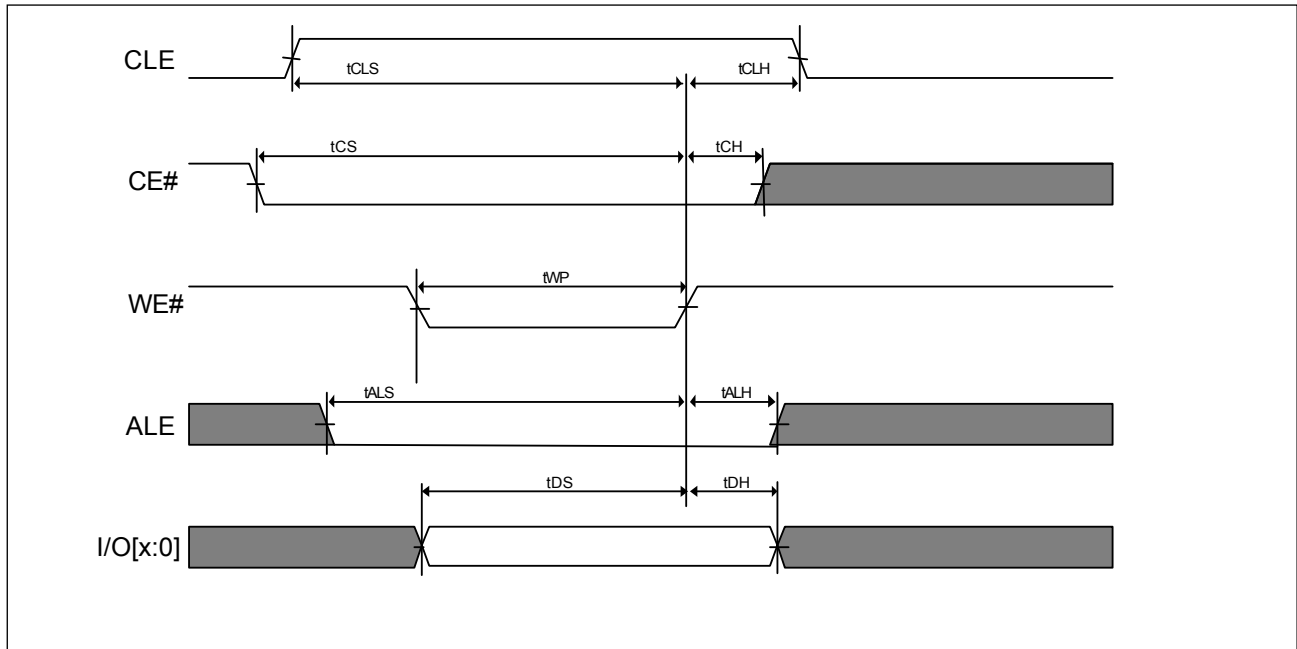 CLE
tCLS
tCLH
CE#
tCS
tCH
WE#
tWP
ALE
tALS
tALH
I/O[x:0]
tDS
tDH